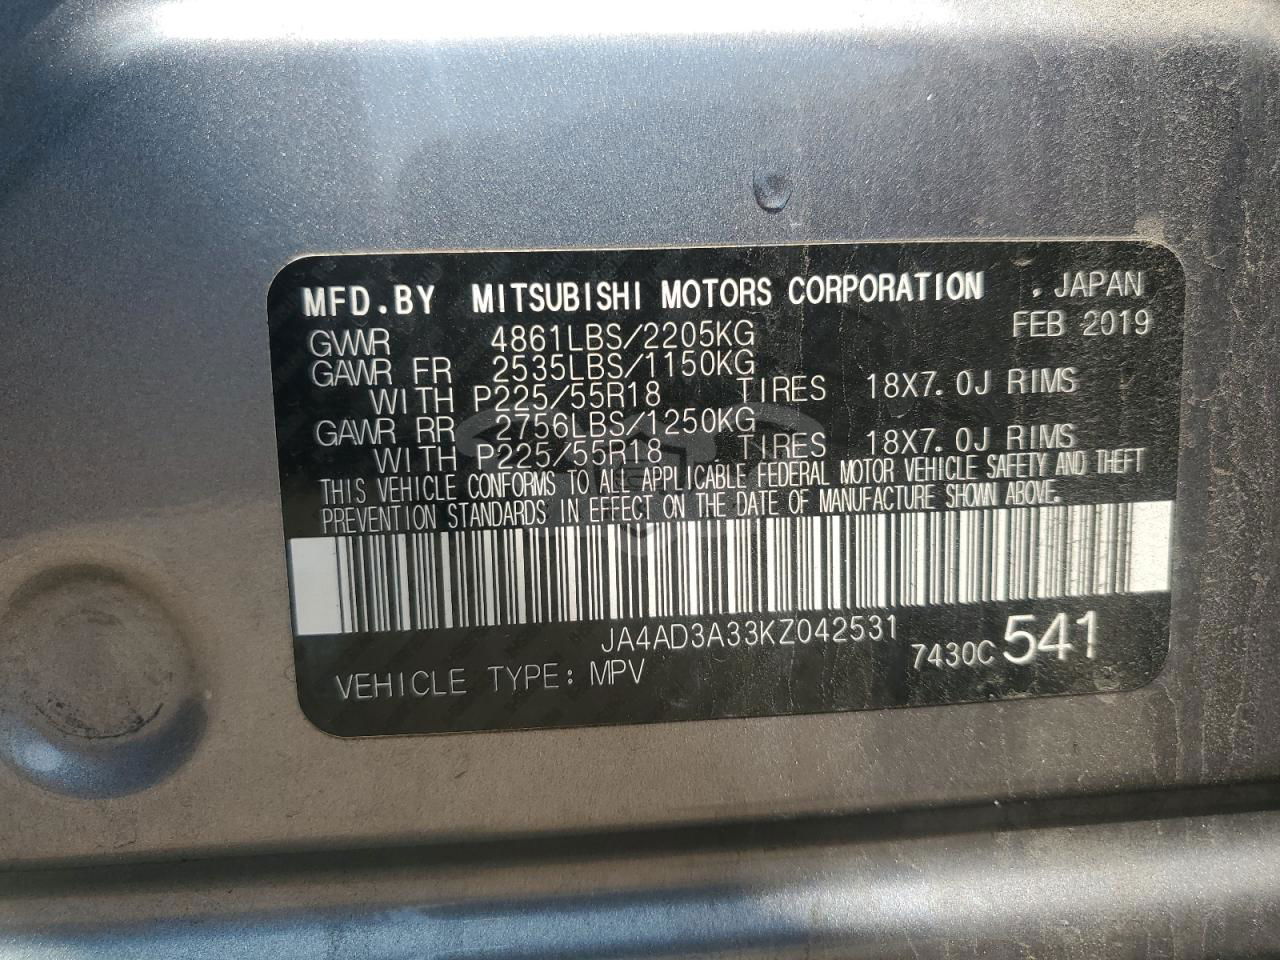 MFD.BY MITSUBISHI MOTORS CORPORATION . JAPAN
GVWR 4861LBS/2205KG FEB 2019
GAWR FR 2535LBS/1150KG
WITH P225/55R18 TIRES 18X7.0J RIMS
GAWR RR 2756LBS/1250KG
WITH P225/55R18 TIRES 18X7.0J RIMS
THIS VEHICLE CONFORMS TO ALL APPLICABLE FEDERAL MOTOR VEHICLE SAFETY AND THEFT
PREVENTION STANDARDS IN EFFECT ON THE DATE OF MANUFACTURE SHOWN ABOVE.
JA4AD3A33KZ042531 7430C 541
VEHICLE TYPE: MPV